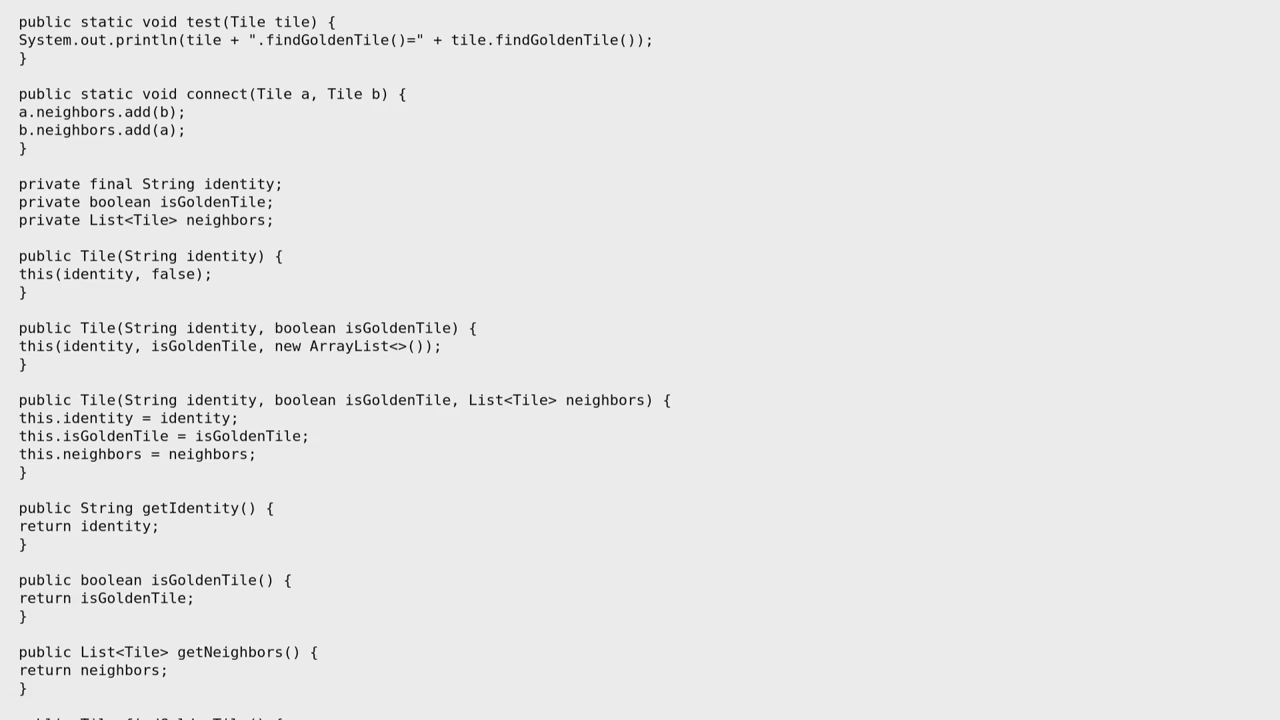 public static void test(Tile tile) {
System.out.println(tile + ".findGoldenTile()=" + tile.findGoldenTile());
}
public static void connect(Tile a, Tile b) {
a.neighbors.add(b);
b.neighbors.add(a);
}
private final String identity;
private boolean isGoldenTile;
private List<Tile> neighbors;
public Tile(String identity) {
this(identity, false);
}
public Tile(String identity, boolean isGoldenTile) {
this(identity, isGoldenTile, new ArrayList<>());
}
public Tile(String identity, boolean isGoldenTile, List<Tile> neighbors) {
this.identity = identity;
this.isGoldenTile = isGoldenTile;
this.neighbors = neighbors;
}
public String getIdentity() {
return identity;
}
public boolean isGoldenTile() {
return isGoldenTile;
}
public List<Tile> getNeighbors() {
return neighbors;
}